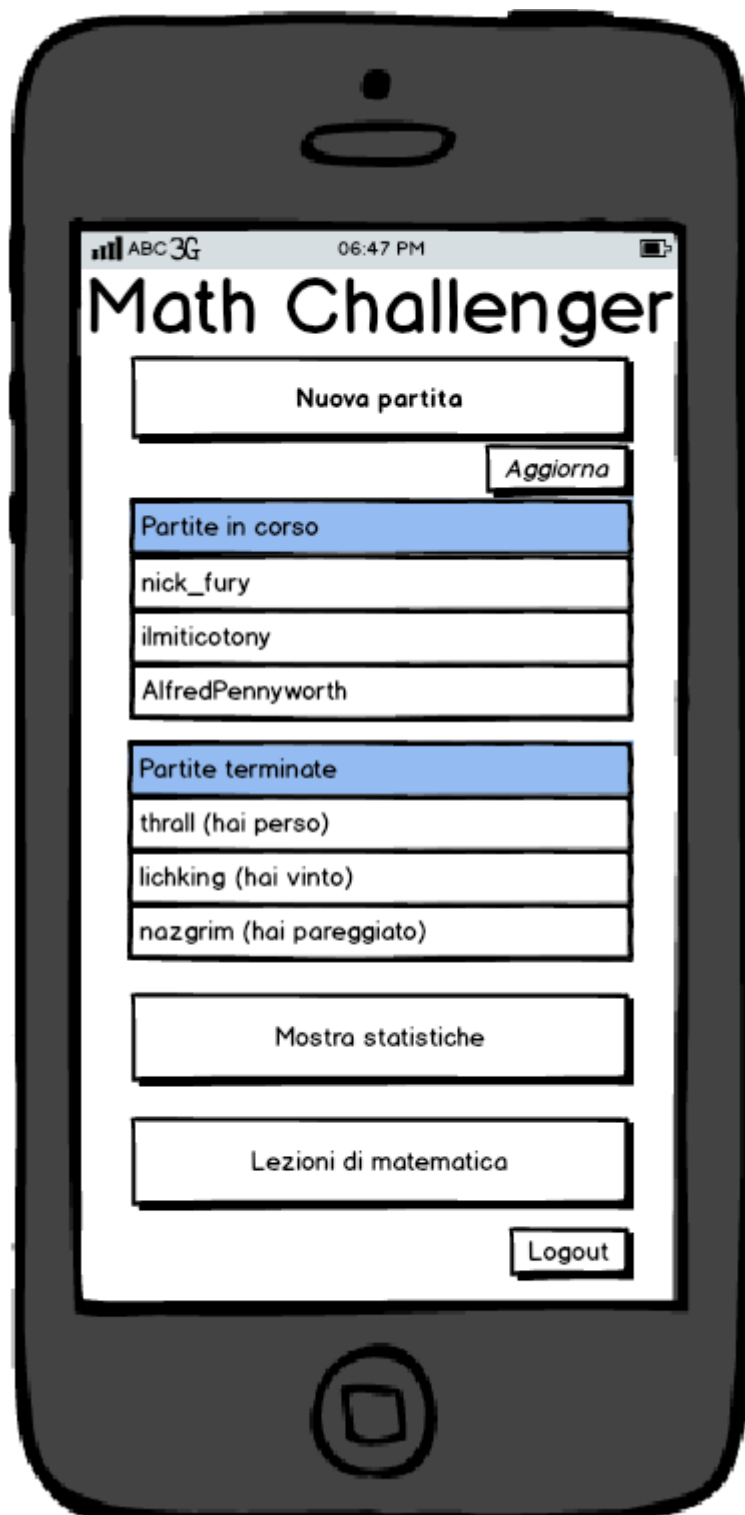 ABC 3G 06:47 PM
Math Challenger
Nuova partita
Aggiorna
Partite in corso
nick_fury
ilmiticotony
AlfredPennyworth
Partite terminate
thrall (hai perso)
lichking (hai vinto)
nazgrim (hai pareggiato)
Mostra statistiche
Lezioni di matematica
Logout